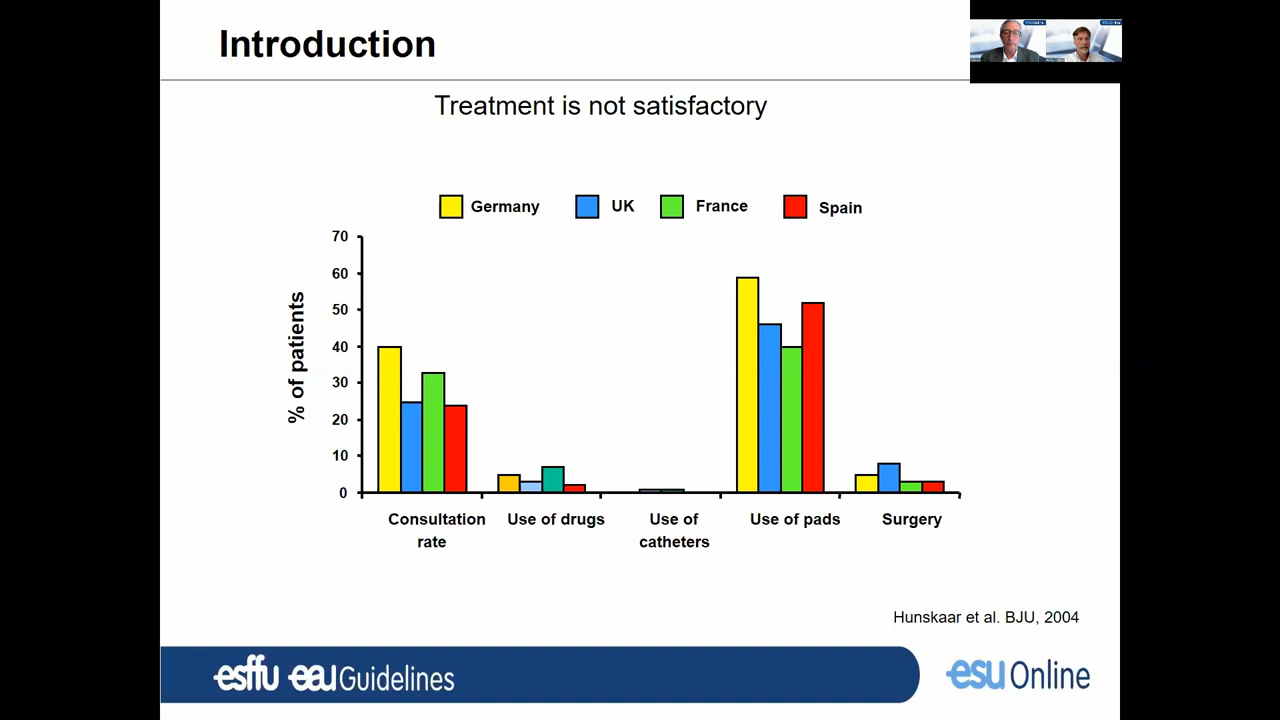 Introduction
Treatment is not satisfactory
Germany UK France Spain
70
60
50
40
30
20
10
0
% of patients
Consultation rate
Use of drugs
Use of catheters
Use of pads
Surgery
Hunskaar et al. BJU, 2004
esffu eau Guidelines
esu Online